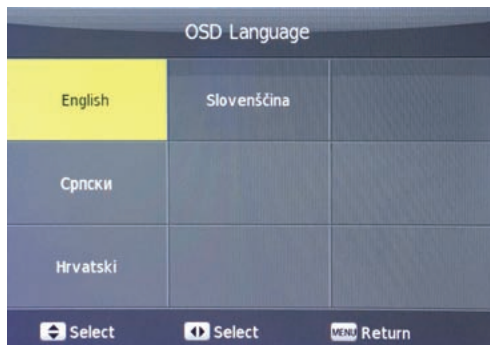 OSD Language
English Slovenščina
Српски
Hrvatski
Select Select MENU Return